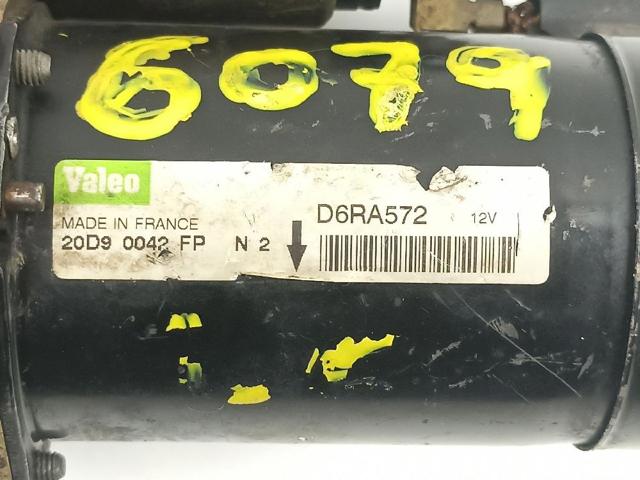 6079
Valeo
MADE IN FRANCE
20D9 0042 FP N 2
D6RA572 12V